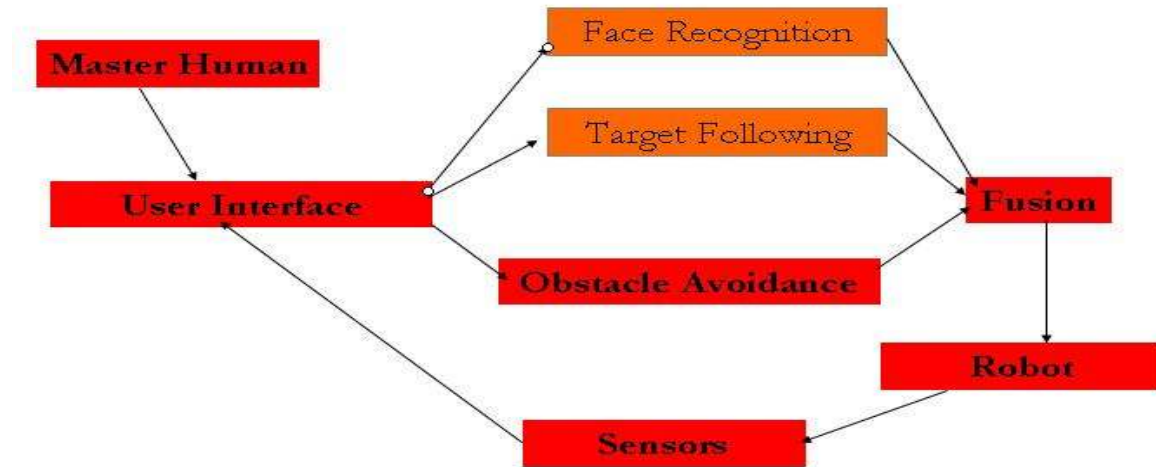 Face Recognition
Master Human
Target Following
User Interface
Fusion
Obstacle Avoidance
Robot
Sensors